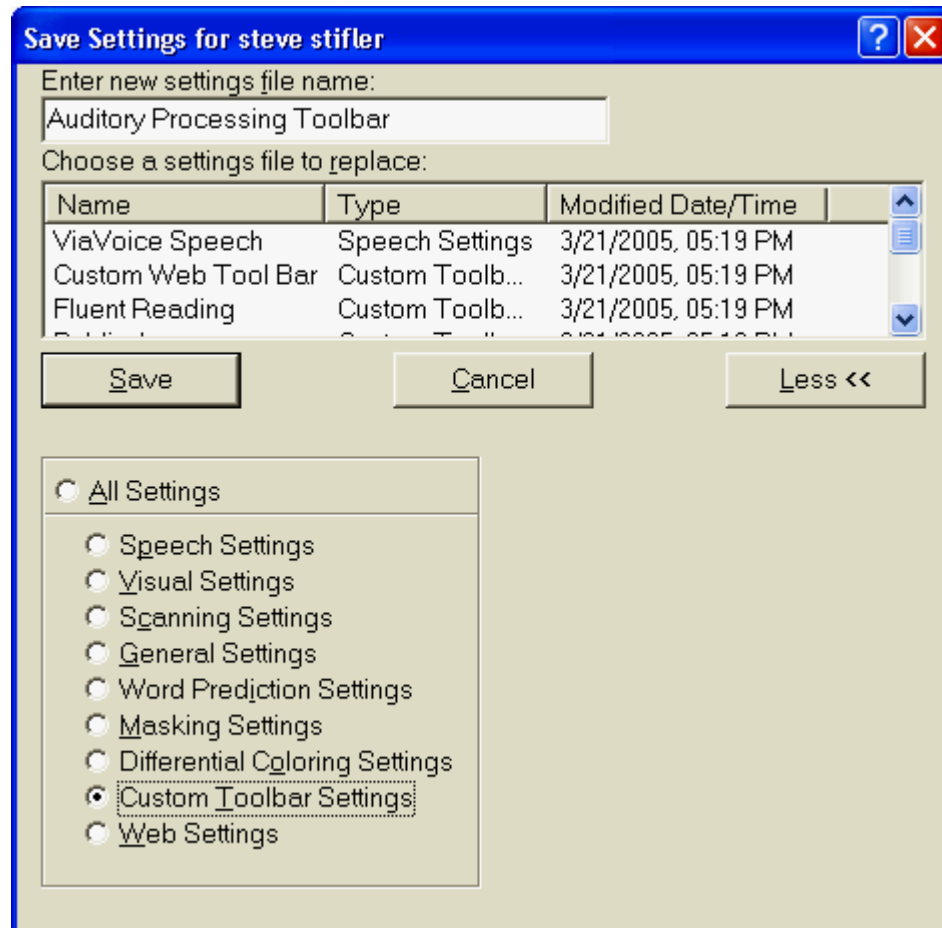 Save Settings for steve stifler
Enter new settings file name:
Auditory Processing Toolbar
Choose a settings file to replace:
Name Type Modified Date/Time
ViaVoice Speech Speech Settings 3/21/2005, 05:19 PM
Custom Web Tool Bar Custom Toolb... 3/21/2005, 05:19 PM
Fluent Reading Custom Toolb... 3/21/2005, 05:19 PM
Save Cancel Less <<
All Settings
Speech Settings
Visual Settings
Scanning Settings
General Settings
Word Prediction Settings
Masking Settings
Differential Coloring Settings
Custom Toolbar Settings
Web Settings